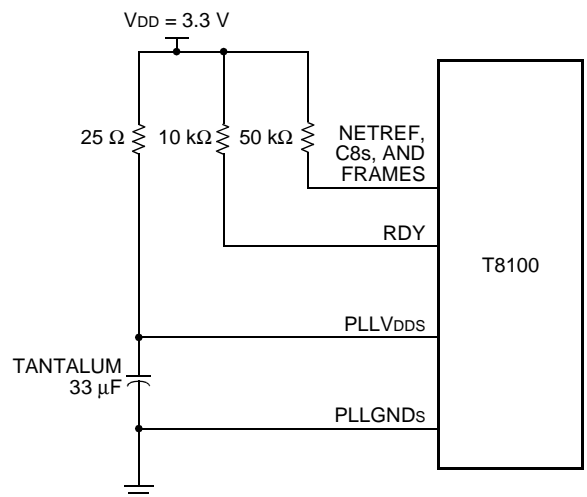 VDD = 3.3 V
25 Ω
10 kΩ
50 kΩ
NETREF,
C8s, AND
FRAMES
RDY
T8100
PLLVDDS
TANTALUM
33 μF
PLLGNDS